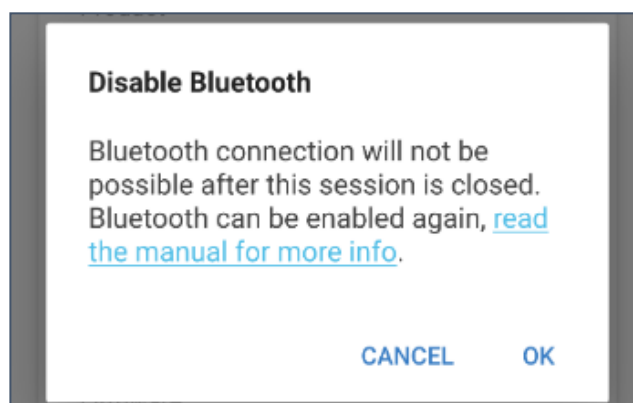 Disable Bluetooth
Bluetooth connection will not be
possible after this session is closed.
Bluetooth can be enabled again, read
the manual for more info.
CANCEL OK